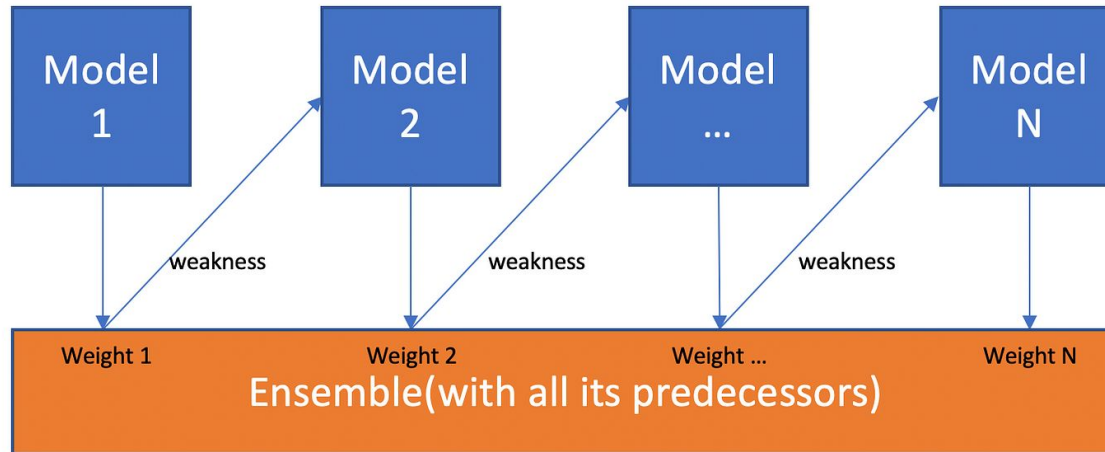 Model
1
Model
2
Model
...
Model
N
weakness
weakness
weakness
Weight 1
Weight 2
Weight ...
Weight N
Ensemble(with all its predecessors)